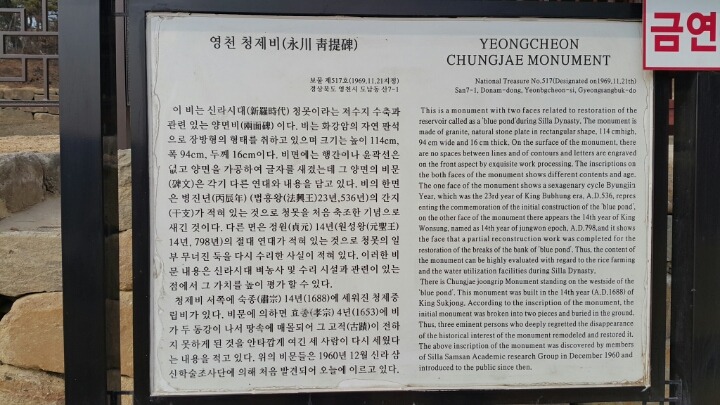 영천 청제비(永川 靑提碑)
보물 제517호(1969.11.21지정)
경상북도 영천시 도남동 산7-1
이 비는 신라시대(新羅時代) 청못이라는 저수지 수축과
관련 있는 양면비(兩面碑)이다. 비는 화강암의 자연 판석
으로 장방형의 형태를 취하고 있으며 크기는 높이 114cm,
폭 94cm, 두께 16cm이다. 비면에는 행간이나 윤곽선은
없고 양면을 가공하여 글자를 새겼는데 그 양면의 비문
(碑文)은 각기 다른 연대와 내용을 담고 있다. 비의 한면
은 병진년(丙辰年) (법흥왕(法興王)23년,536년)의 간지
(干支)가 적혀 있는 것으로 청못을 처음 축조한 기념으로
새긴 것이다. 다른 면은 정원(貞元) 14년(원성왕(元聖王)
14년, 798년)의 절대 연대가 적혀 있는 것으로 청못의 일
부 무너진 둑을 다시 수리한 사실이 적혀 있다. 이러한 비
문 내용은 신라시대 벼농사 및 수리 시설과 관련이 있는
점에서 그 가치를 높이 평가 할 수 있다.
청제비 서쪽에 숙종(肅宗) 14년(1688)에 세워진 청제중
립비가 있다. 비문에 의하면 효종(孝宗) 4년(1653)에 비
가 두 동강이 나서 땅속에 매몰되어 그 고적(古蹟)이 전하
지 못하게 된 것을 안타깝게 여긴 세 사람이 다시 세웠다
는 내용을 적고 있다. 위의 비문들은 1960년 12월 신라 삼
산학술조사단에 의해 처음 발견되어 오늘에 이르고 있다.
YEONGCHEON
CHUNGJAE MONUMENT
National Treasure No.517(Designated on1969,11,21th)
San7-1, Donam-dong, Yeonbgcheon-si, Gyeongsangbuk-do
This is a monument with two faces related to restoration of the
reservoir called as a 'blue pond' during Silla Dynasty. The monument is
made of granite, natural stone plate in rectangular shape, 114 cm high,
94 cm wide and 16 cm thick. On the surface of the monument, there
are no spaces between lines and of contours and letters are engraved
on the front aspect by exquisite work processing. The inscriptions on
the both faces of the monument shows different contents and age.
The one face of the monument shows a sexagenary cycle Byungjin
Year, which was the 23rd year of King Bubhung era, A.D.536, repres
enting the commemoration of the initial construction of the 'blue pond',
on the other face of the monument there appears the 14th year of King
Wonsung, named as 14th year of jungwon epoch, A.D.798,and it shows
the face that a partial reconstruction work was completed for the
restoration of the breaks of the bank of 'blue pond'. Thus, the content
of the monument can be highly evaluated with regard to the rice farming
and the water utilization facilities during Silla Dynasty.
There is Chungjae jongrip Monument standing on the westside of the
'blue pond'. This monument was built in the 14th year (A.D.1688) of
King Sukjong. According to the inscription of the monument, the
initial monument was broken into two pieces and buried in the ground.
Thus, three eminent persons who deeply regretted the disappearance
of the historical interest of the monument remodeled and restored it.
The above inscription of the monument was discovered by members
of Silla Samsan Academic research Group in December 1960 and
introduced to the public since then.
금연